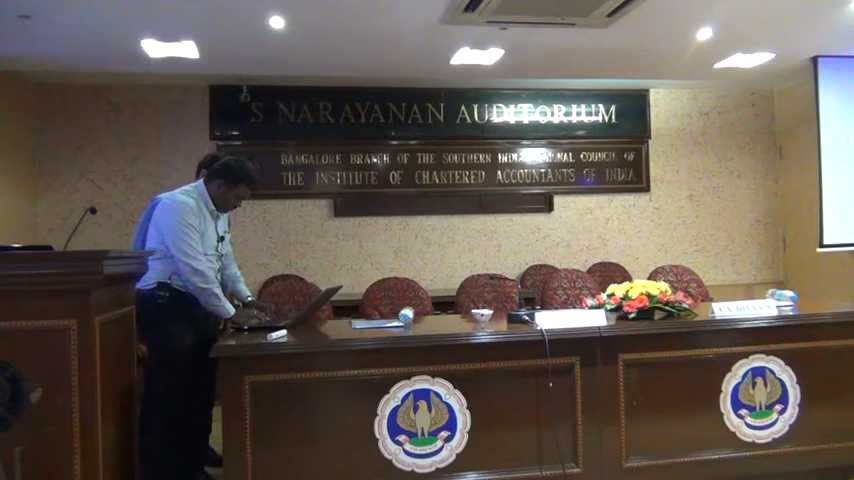 S NARAYANAN AUDITORIUM
BANGALORE BRANCH OF THE SOUTHERN INDIA REGIONAL COUNCIL OF
THE INSTITUTE OF CHARTERED ACCOUNTANTS OF INDIA